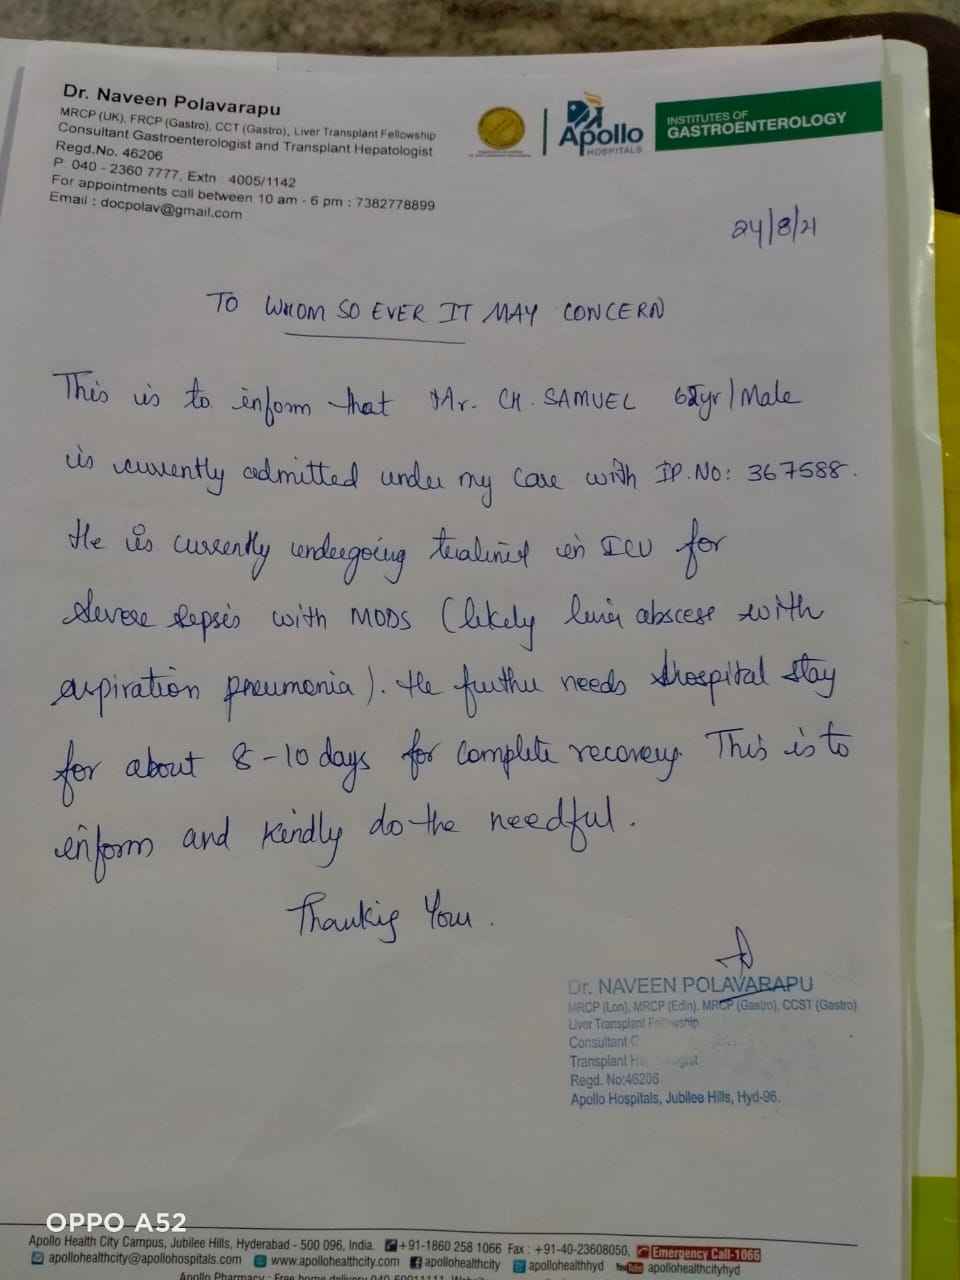 Dr. Naveen Polavarapu
MRCP (UK), FRCP (Gastro), CCT (Gastro), Liver Transplant Fellowship
Consultant Gastroenterologist and Transplant Hepatologist
Regd.No. 46206
P. 040 - 2360 7777, Extn 4005/1142
For appointments call between 10 am - 6 pm : 7382778899
Email : docpolav@gmail.com
Apollo
HOSPITALS
INSTITUTES OF
GASTROENTEROLOGY
24/8/21
TO WHOM SO EVER IT MAY CONCERN
This is to inform that Mr. CH. SAMUEL yr/Male
is currently admitted under my care with IP.NO: 367588.
He is currently undergoing in ICU for
severe sepsis with MODS (likely liver abscess with
aspiration pneumonia). He further needs hospital stay
for about 8-10 days for complete recovery. This is to
inform and kindly do the needful.
Thanking You.
Dr. NAVEEN POLAVARAPU
MRCP (Lon), MRCP (Edin), MRCP (Gastro), CCST (Gastro)
Liver Transplant Fellowship
Consultant
Transplant
Regd. No:46206
Apollo Hospitals, Jubilee Hills, Hyd-96.
OPPO A52
Apollo Health City Campus, Jubilee Hills, Hyderabad - 500 096, India. +91-1860 258 1066 Fax : +91-40-23608050, Emergency Call-1066
apollohealthcity@apollohospitals.com www.apollohealthcity.com apollohealthcity apollohealthhyd apollohealthcityhyd
Apollo Pharmacy : Free home delivery